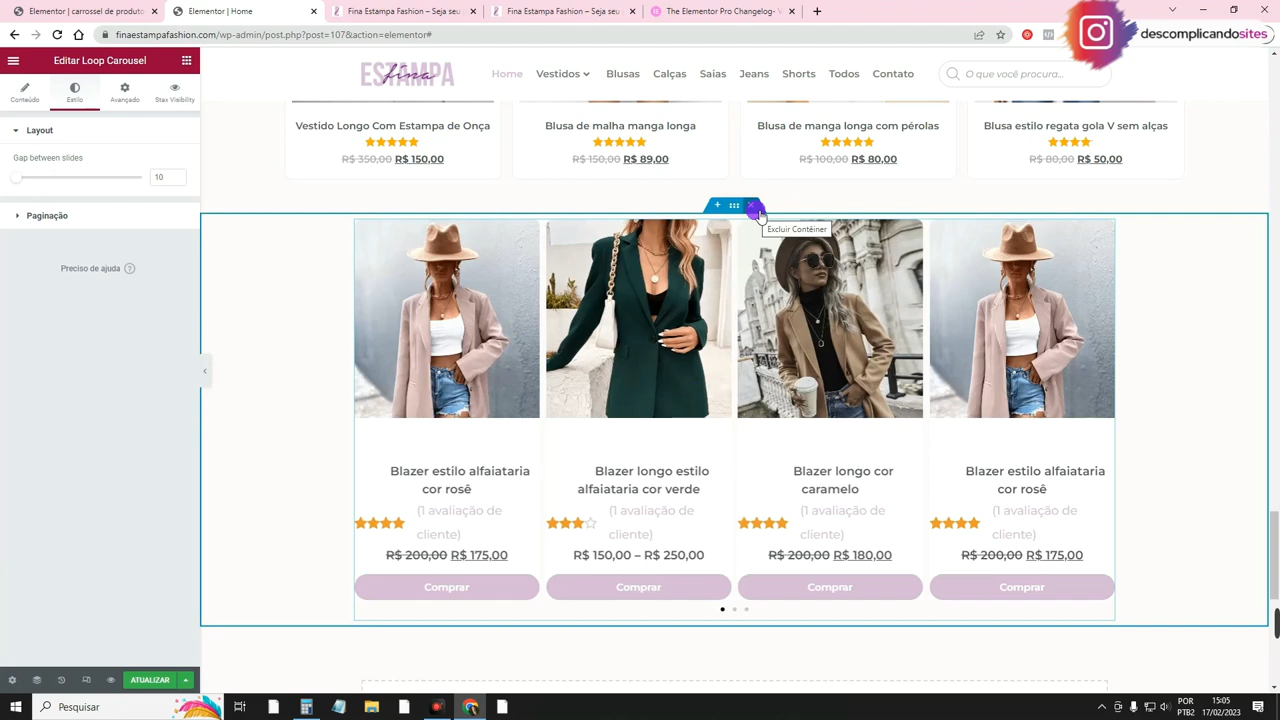 Elementor | Home
Elementor | Home
Fina Estampa Fashion – Seja seu
Fina Estampa Fashion – Seja seu
The Elementor Pro Changelog - V
finaestampafashion.com/wp-admin/post.php?post=107&action=elementor#
descomplicandosites
Editar Loop Carousel
Conteúdo Estilo Avançado Stax Visibility
Layout
Gap between slides
10
Paginação
Preciso de ajuda ?
ATUALIZAR
ESTAMPA
fina
Home Vestidos Blusas Calças Saias Jeans Shorts Todos Contato
O que você procura...
Vestido Longo Com Estampa de Onça
R$ 350,00 R$ 150,00
Blusa de malha manga longa
R$ 150,00 R$ 89,00
Blusa de manga longa com pérolas
R$ 100,00 R$ 80,00
Blusa estilo regata gola V sem alças
R$ 80,00 R$ 50,00
Excluir Contêiner
Blazer estilo alfaiataria
cor rosê
(1 avaliação de
cliente)
R$ 200,00 R$ 175,00
Comprar
Blazer longo estilo
alfaiataria cor verde
(1 avaliação de
cliente)
R$ 150,00 – R$ 250,00
Comprar
Blazer longo cor
caramelo
(1 avaliação de
cliente)
R$ 200,00 R$ 180,00
Comprar
Blazer estilo alfaiataria
cor rosê
(1 avaliação de
cliente)
R$ 200,00 R$ 175,00
Comprar
Pesquisar
POR
PTB2
15:05
17/02/2023